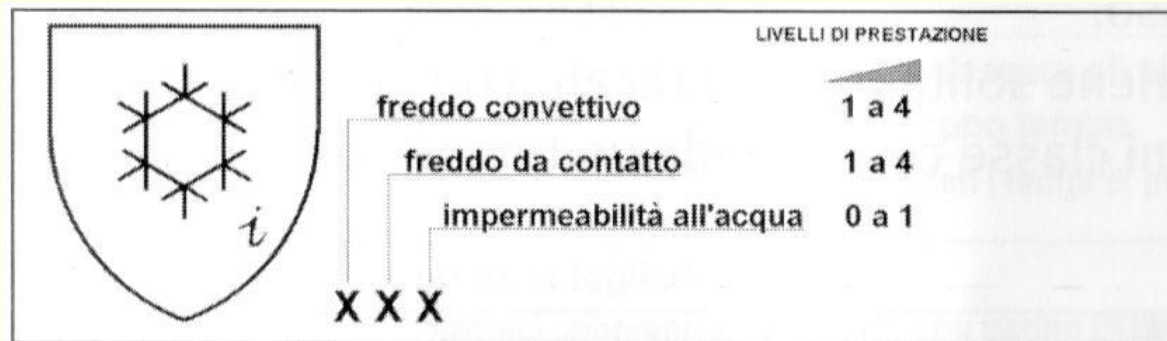 LIVELLI DI PRESTAZIONE
freddo convettivo 1 a 4
freddo da contatto 1 a 4
impermeabilità all'acqua 0 a 1
i
X X X